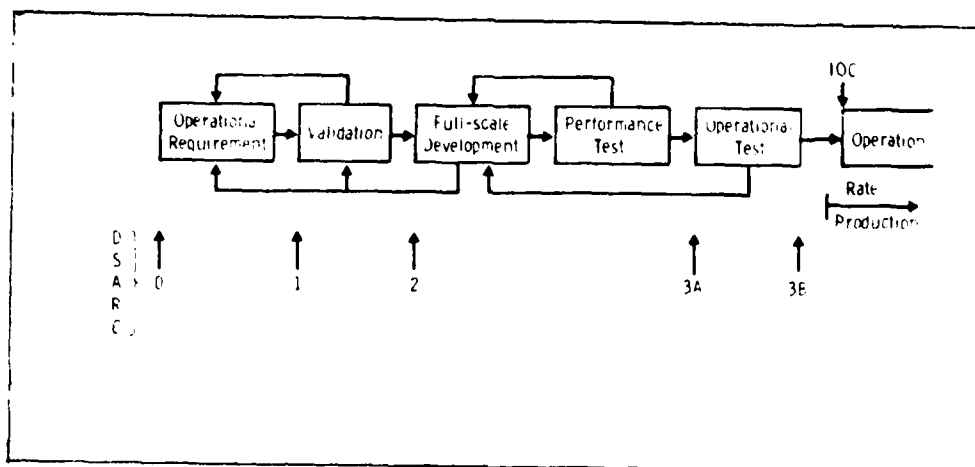 IOC
Operational
Requirement
Validation
Full-scale
Development
Performance
Test
Operational
Test
Operation
Rate
Production
D
S
A
R
C
0
1
2
3A
3B